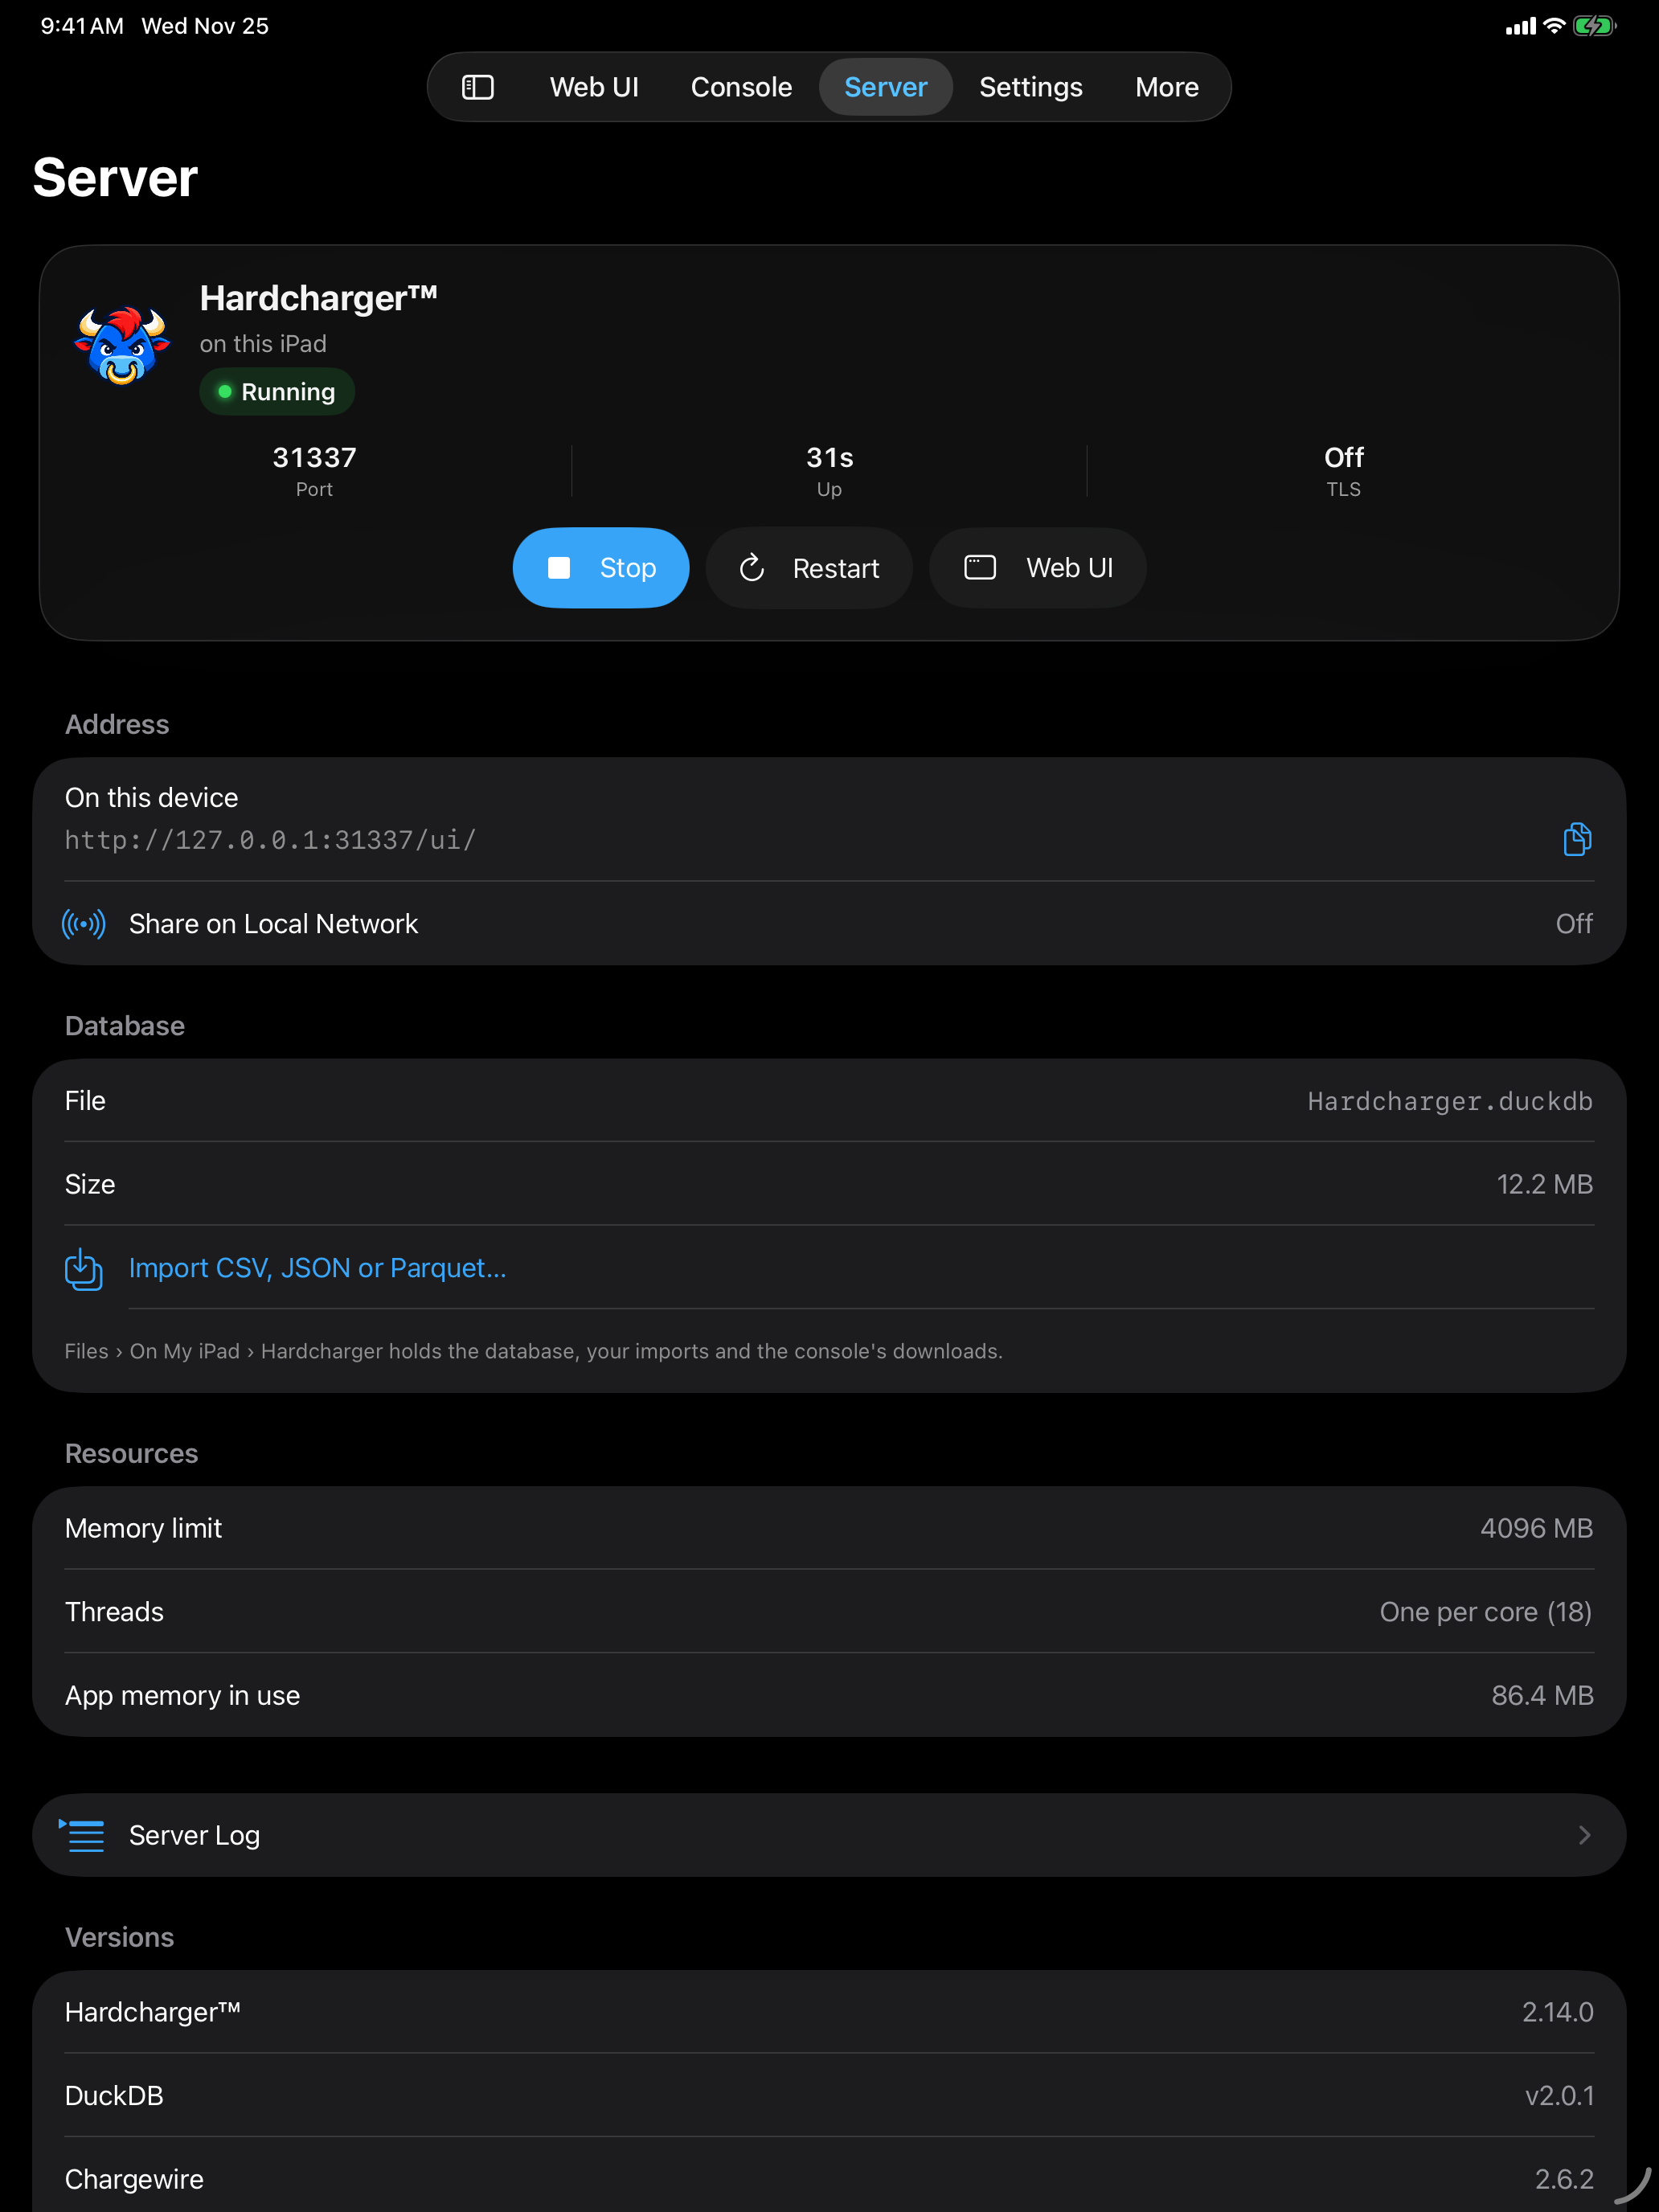 9:41 AM Wed Nov 25
Web UI Console Server Settings More
Server
Hardcharger™
on this iPad
Running
31337 31s Off
Port Up TLS
Stop Restart Web UI
Address
On this device
http://127.0.0.1:31337/ui/
Share on Local Network Off
Database
File Hardcharger.duckdb
Size 12.2 MB
Import CSV, JSON or Parquet...
Files › On My iPad › Hardcharger holds the database, your imports and the console's downloads.
Resources
Memory limit 4096 MB
Threads One per core (18)
App memory in use 86.4 MB
Server Log
Versions
Hardcharger™ 2.14.0
DuckDB v2.0.1
Chargewire 2.6.2